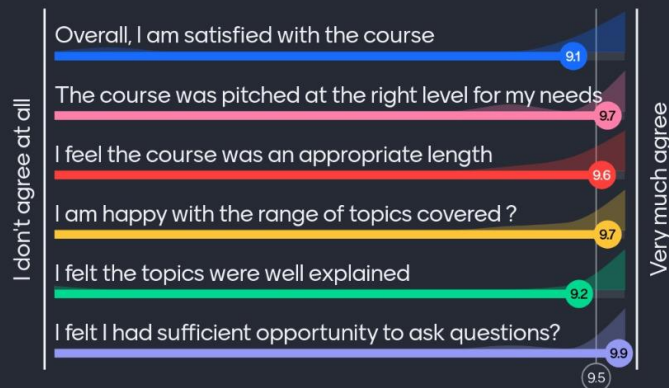 Overall, I am satisfied with the course
9.1
The course was pitched at the right level for my needs
9.7
I feel the course was an appropriate length
9.6
I am happy with the range of topics covered ?
9.7
I felt the topics were well explained
9.2
I felt I had sufficient opportunity to ask questions?
9.9
9.5
I don't agree at all
Very much agree